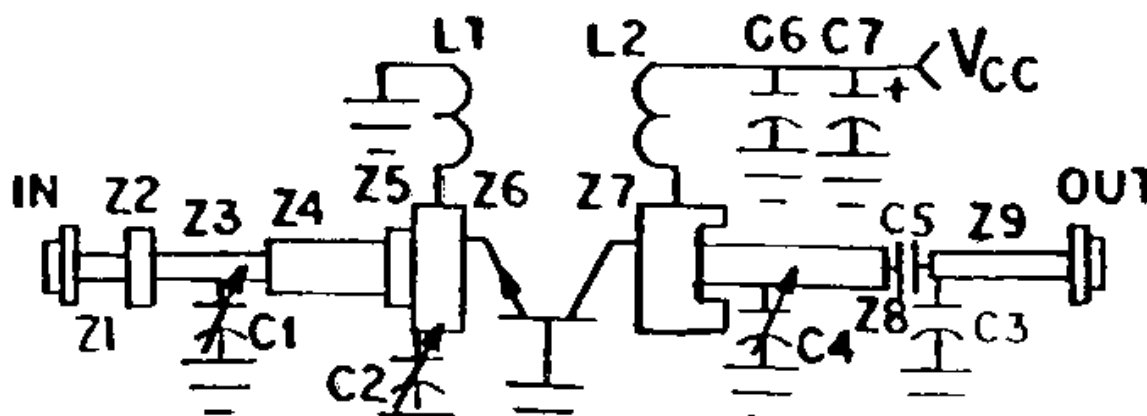 L1 L2 C6 C7 VCC
+
IN Z2 Z3 Z4 Z5 Z6 Z7 C5 Z9 OUT
Z1 C1 C2 C4 Z8 C3